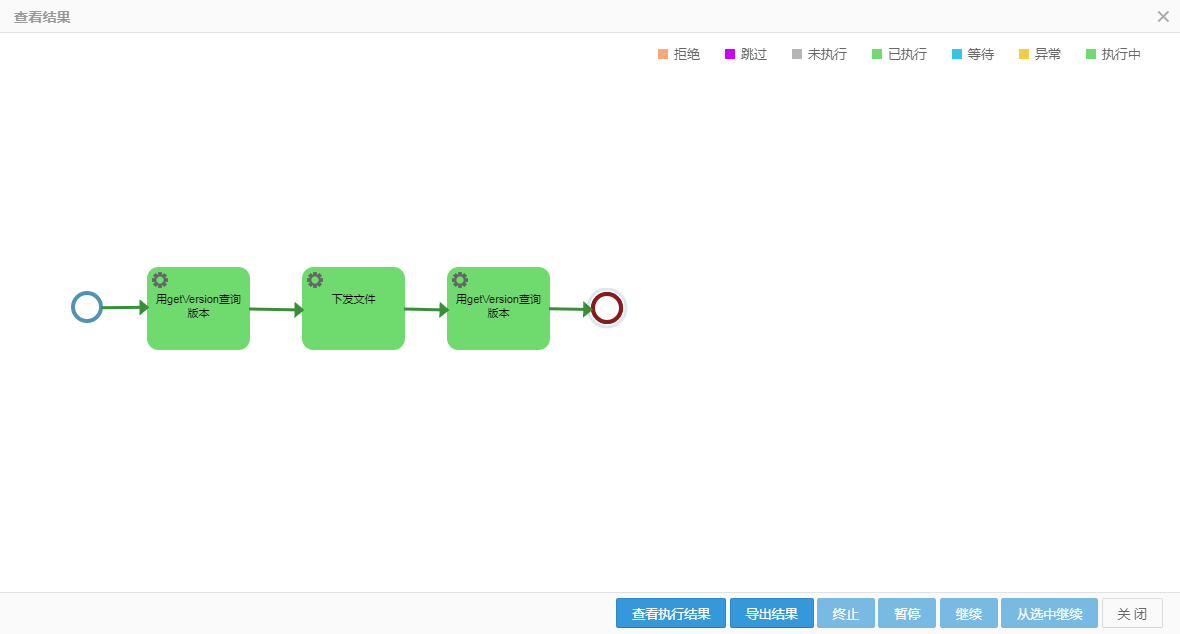 查看结果
拒绝 跳过 未执行 已执行 等待 异常 执行中
用getVersion查询
版本
下发文件
用getVersion查询
版本
查看执行结果 导出结果 终止 暂停 继续 从选中继续 关 闭